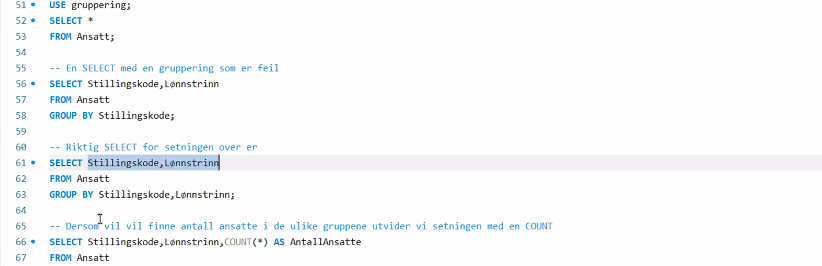 51 USE gruppering;
52 SELECT *
53 FROM Ansatt;
54
55 -- En SELECT med en gruppering som er feil
56 SELECT Stillingskode,Lønnstrinn
57 FROM Ansatt
58 GROUP BY Stillingskode;
59
60 -- Riktig SELECT for setningen over er
61 SELECT Stillingskode,Lønnstrinn
62 FROM Ansatt
63 GROUP BY Stillingskode,Lønnstrinn;
64
65 -- Dersom vil vil finne antall ansatte i de ulike gruppene utvider vi setningen med en COUNT
66 SELECT Stillingskode,Lønnstrinn,COUNT(*) AS AntallAnsatte
67 FROM Ansatt